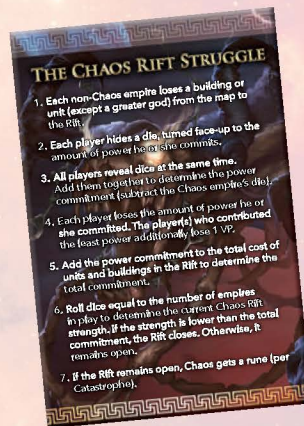 THE CHAOS RIFT STRUGGLE
1. Each non-Chaos empire loses a building or
unit (except a greater god) from the map to
the Rift.
2. Each player hides a die, turned face-up to the
amount of power he or she commits.
3. All players reveal dice at the same time.
Add them together to determine the power
commitment (subtract the Chaos empire's die).
4. Each player loses the amount of power he or
she committed. The player(s) who contributed
the least power additionally lose 1 VP.
5. Add the power commitment to the total cost of
units and buildings in the Rift to determine the
total commitment.
6. Roll dice equal to the number of empires
in play to determine the current Chaos Rift
strength. If the strength is lower than the total
commitment, the Rift closes. Otherwise, it
remains open.
7. If the Rift remains open, Chaos gets a rune (per
Catastrophe).